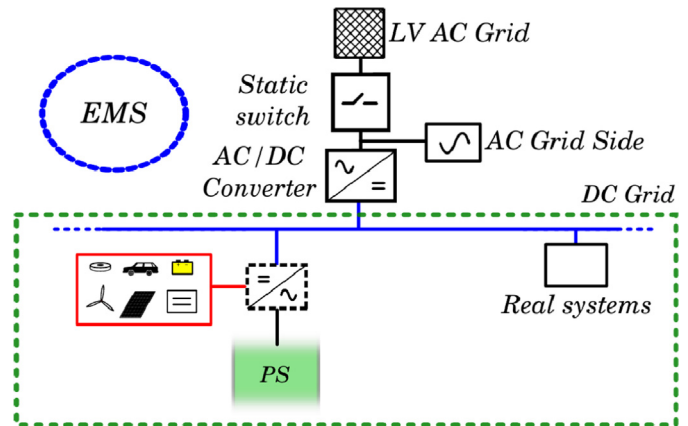 LV AC Grid
Static
switch
EMS
AC Grid Side
AC/DC
Converter
DC Grid
Real systems
PS